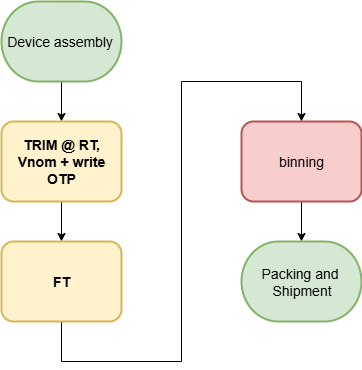 Device assembly
TRIM @ RT,
Vnom + write
OTP
FT
binning
Packing and
Shipment